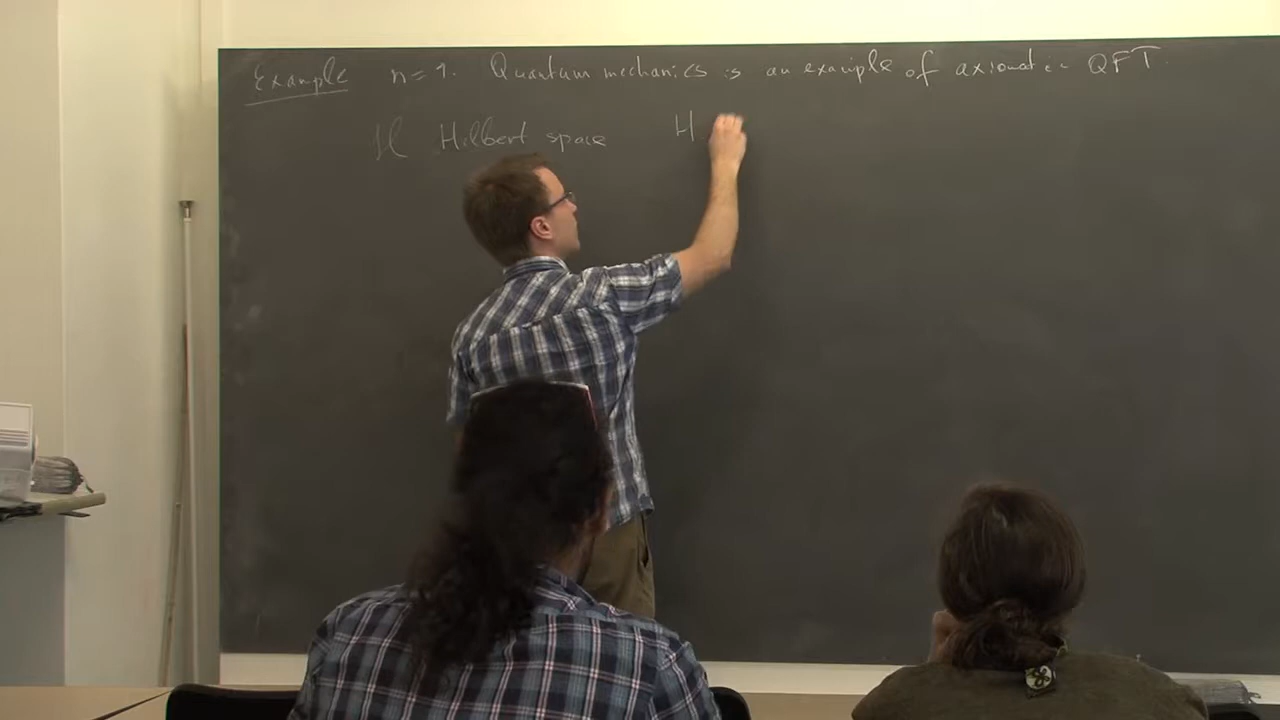 Example n=1. Quantum mechanics is an example of axiomatic QFT.
H Hilbert space H